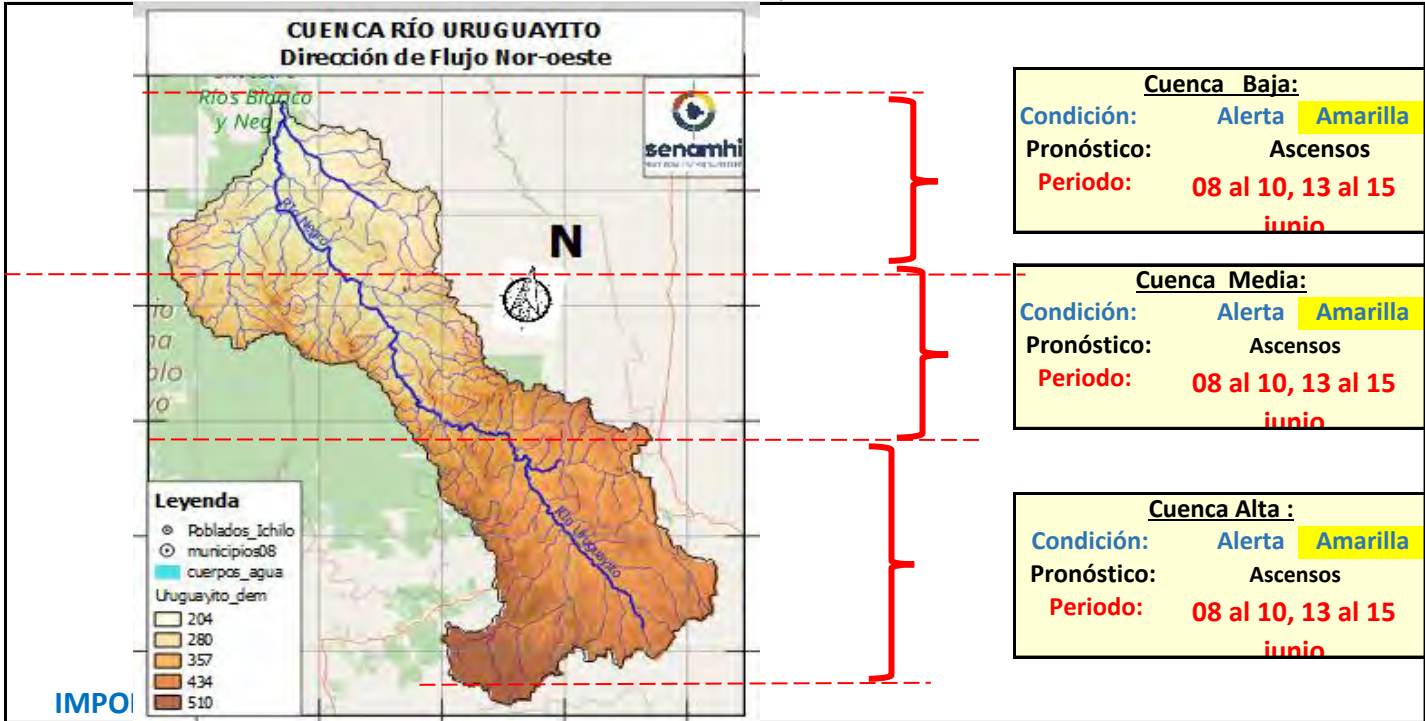 CUENCA RÍO URUGUAYITO
Dirección de Flujo Nor-oeste
Ríos Blanco
y Neg
senamhi
Río Negro
N
Río Uruguayito
Leyenda
Poblados_Ichilo
municipios08
cuerpos_agua
Uruguayito_dem
204
280
357
434
510
IMPO
Cuenca Baja:
Condición: Alerta Amarilla
Pronóstico: Ascensos
Periodo: 08 al 10, 13 al 15
junio
Cuenca Media:
Condición: Alerta Amarilla
Pronóstico: Ascensos
Periodo: 08 al 10, 13 al 15
junio
Cuenca Alta :
Condición: Alerta Amarilla
Pronóstico: Ascensos
Periodo: 08 al 10, 13 al 15
junio